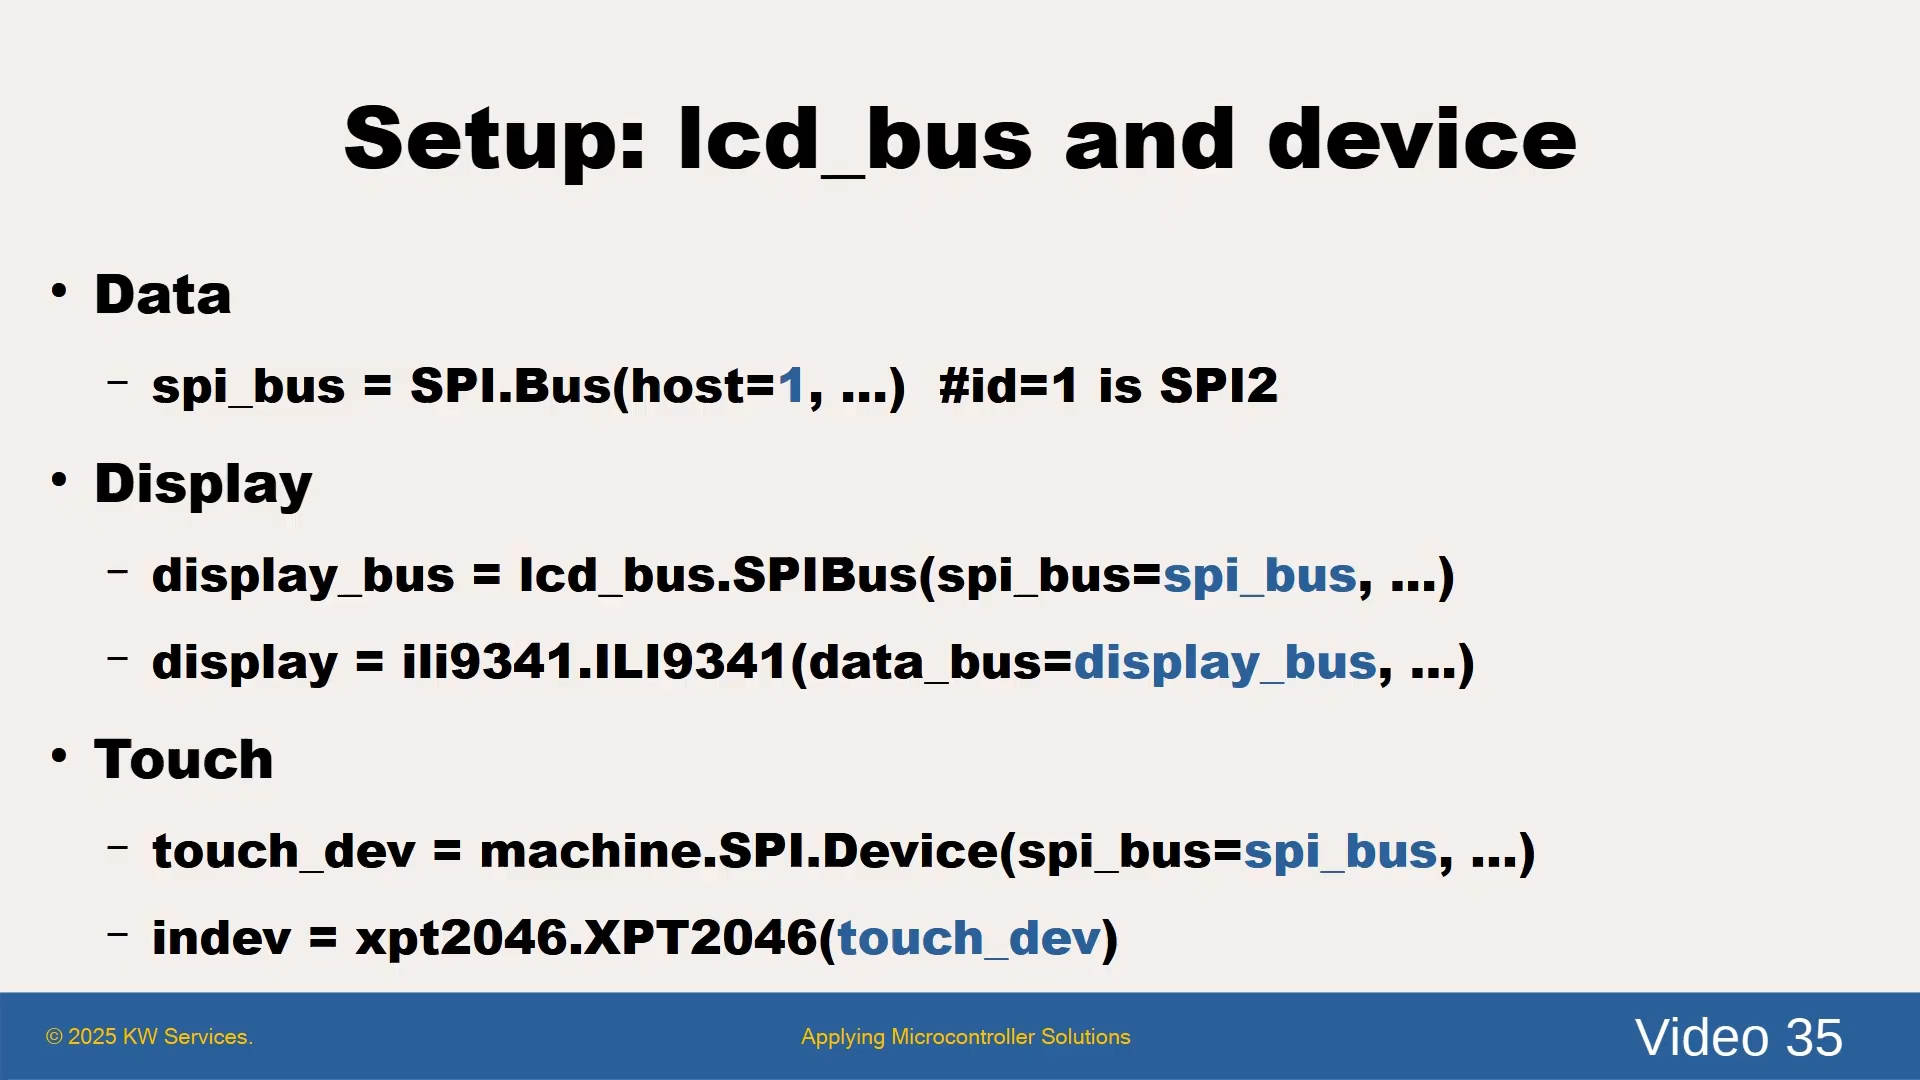 Setup: lcd_bus and device
• Data
– spi_bus = SPI.Bus(host=1, ...)  #id=1 is SPI2
• Display
– display_bus = lcd_bus.SPIBus(spi_bus=spi_bus, ...)
– display = ili9341.ILI9341(data_bus=display_bus, ...)
• Touch
– touch_dev = machine.SPI.Device(spi_bus=spi_bus, ...)
– indev = xpt2046.XPT2046(touch_dev)
© 2025 KW Services.
Applying Microcontroller Solutions
Video 35